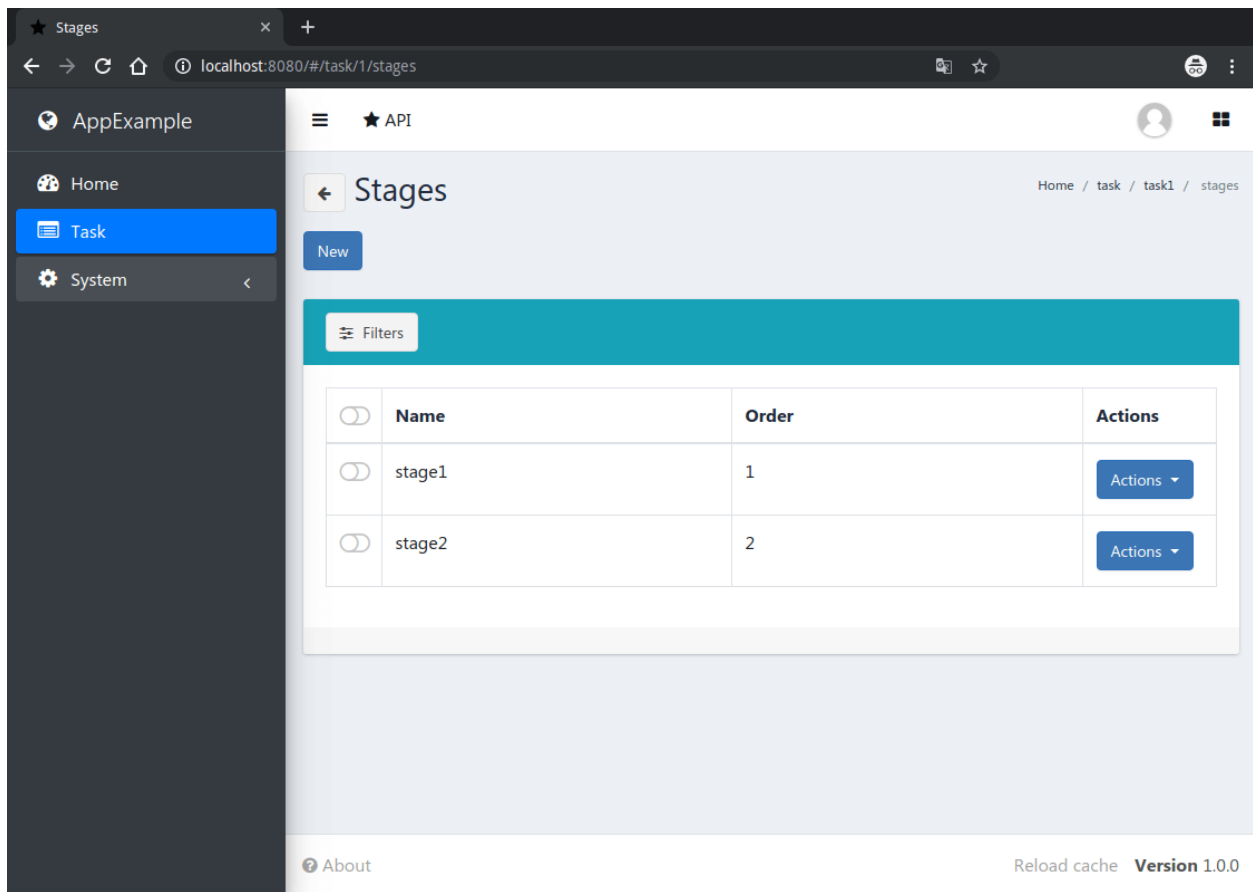 Stages
localhost:8080/#/task/1/stages
AppExample
API
Home
Task
System
Stages
Home / task / task1 / stages
New
Filters
Name Order Actions
stage1 1 Actions
stage2 2 Actions
About
Reload cache Version 1.0.0